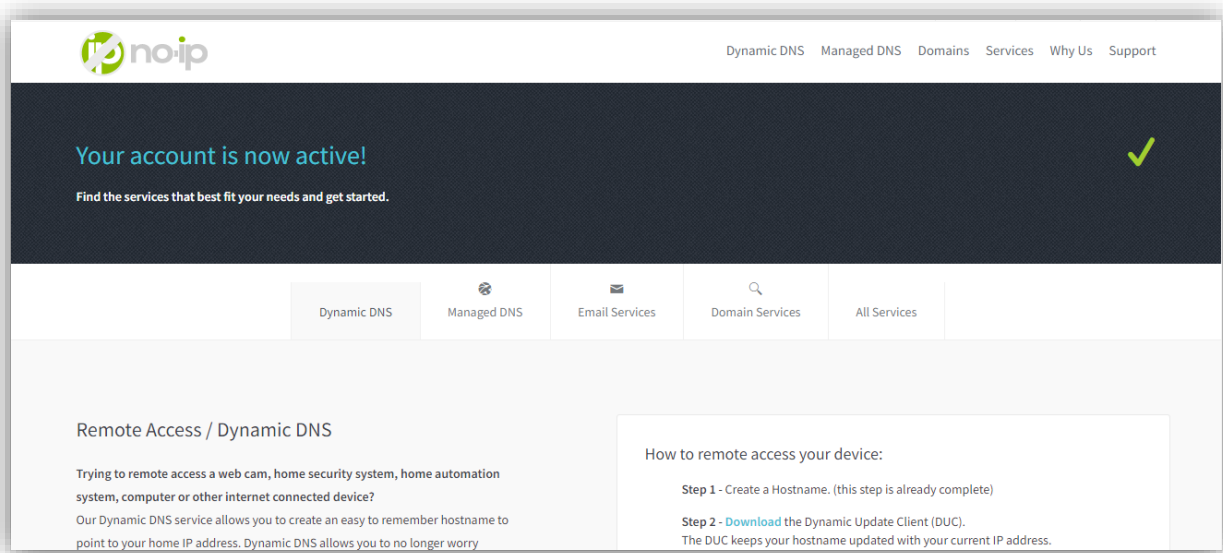 no-ip
Dynamic DNS Managed DNS Domains Services Why Us Support
Your account is now active!
Find the services that best fit your needs and get started.
Dynamic DNS Managed DNS Email Services Domain Services All Services
Remote Access / Dynamic DNS
Trying to remote access a web cam, home security system, home automation
system, computer or other internet connected device?
Our Dynamic DNS service allows you to create an easy to remember hostname to
point to your home IP address. Dynamic DNS allows you to no longer worry
How to remote access your device:
Step 1 - Create a Hostname. (this step is already complete)
Step 2 - Download the Dynamic Update Client (DUC).
The DUC keeps your hostname updated with your current IP address.